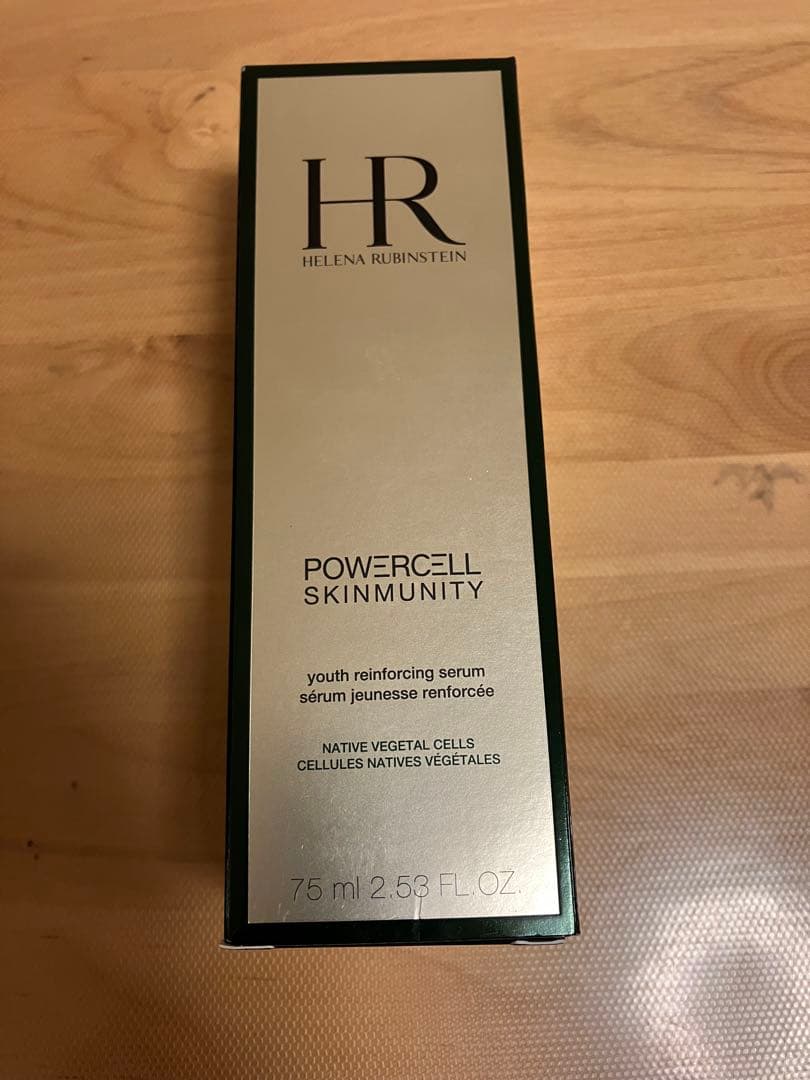 HR
HELENA RUBINSTEIN
POWERCELL
SKINMUNITY
youth reinforcing serum
sérum jeunesse renforcée
NATIVE VEGETAL CELLS
CELLULES NATIVES VÉGÉTALES
75 ml 2.53 FL.OZ.